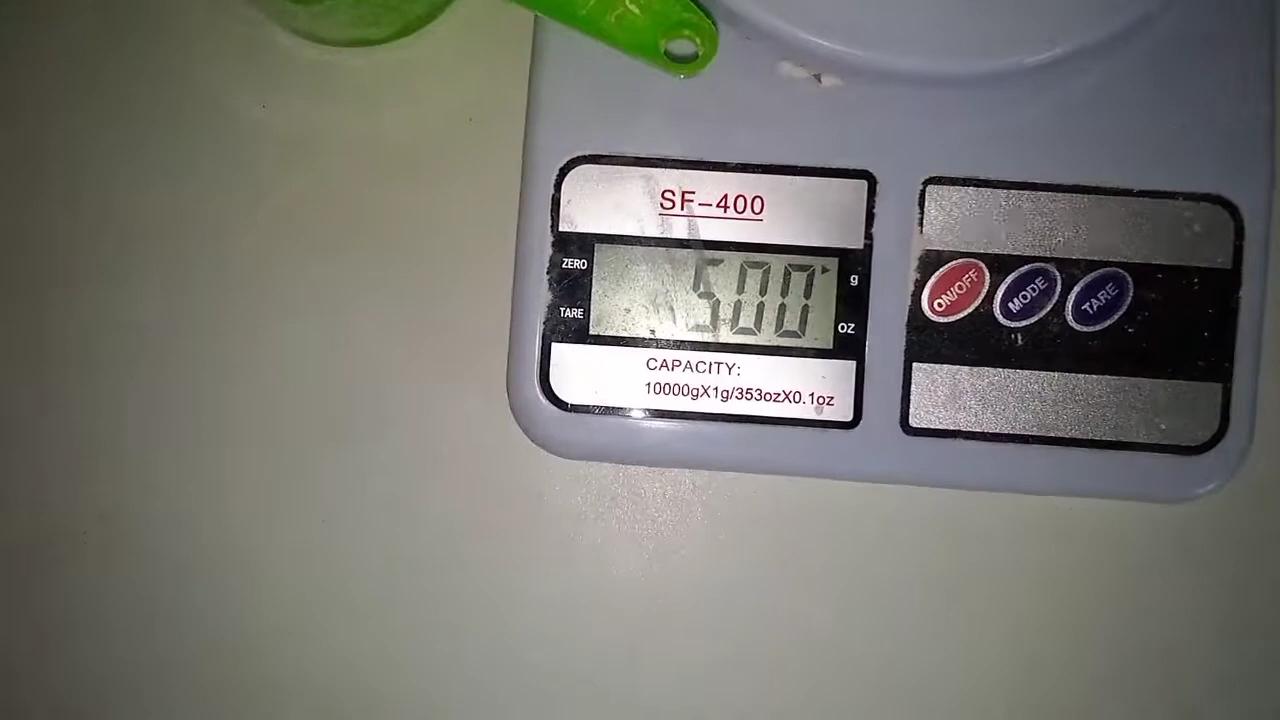 SF-400
ZERO
TARE
500
g
oz
CAPACITY:
10000gX1g/353ozX0.1oz
ON/OFF
MODE
TARE